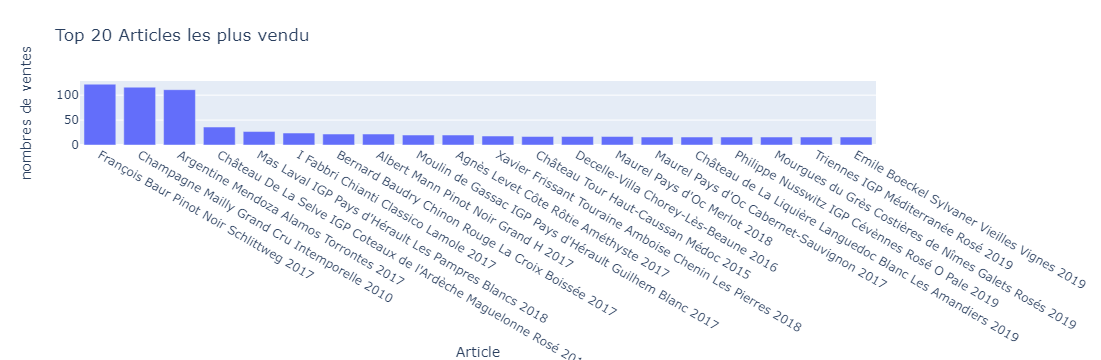 Top 20 Articles les plus vendu
nombres de ventes
100
50
0
François Baur Pinot Noir Schlittweg 2017
Champagne Mailly Grand Cru Intemporelle 2010
Argentine Mendoza Alamos Torrontes 2017
Château De La Selve IGP Coteaux de l'Ardèche Maguelonne Rosé
Mas Laval IGP Pays d'Hérault Les Pampres Blancs 2018
I Fabbri Chianti Classico Lamole 2017
Bernard Baudry Chinon Rouge La Croix Boissée 2017
Albert Mann Pinot Noir Grand H 2017
Moulin de Gassac IGP Pays d'Hérault Guilhem Blanc 2017
Agnès Levet Côte Rôtie Améthyste 2017
Xavier Frissant Touraine Amboise Chenin Les Pierres 2018
Château Tour Haut-Caussan Médoc 2015
Decelle-Villa Chorey-Lès-Beaune 2016
Maurel Pays d'Oc Merlot 2018
Maurel Pays d'Oc Cabernet-Sauvignon 2017
Château de La Liquière Languedoc Blanc Les Amandiers 2019
Philippe Nusswitz IGP Cévènnes Rosé O Pale 2019
Mourgues du Grès Costières de Nîmes Galets Rosés 2019
Triennes IGP Méditerranée Rosé 2019
Emile Boeckel Sylvaner Vieilles Vignes 2019
Article